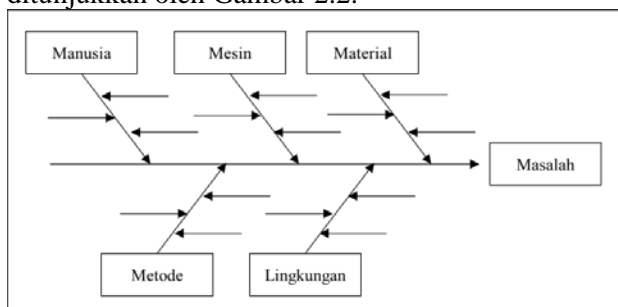 ditunjukkan oleh Gambar 2.2.
Manusia
Mesin
Material
Masalah
Metode
Lingkungan